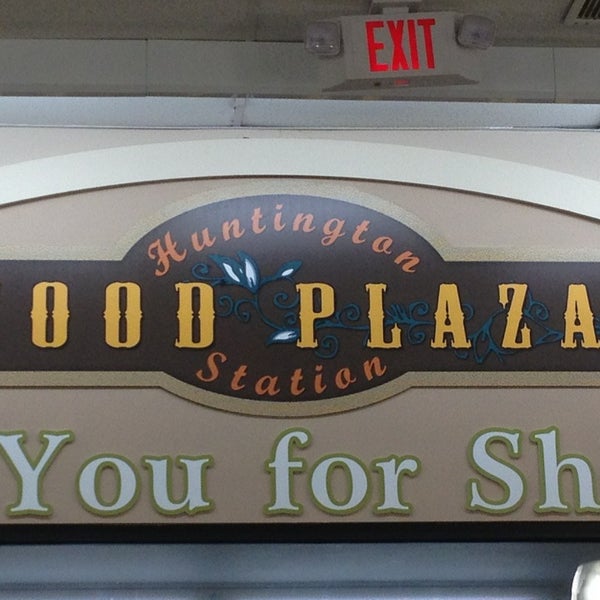 EXIT
Huntington
OOD PLAZA
Station
You for Sh